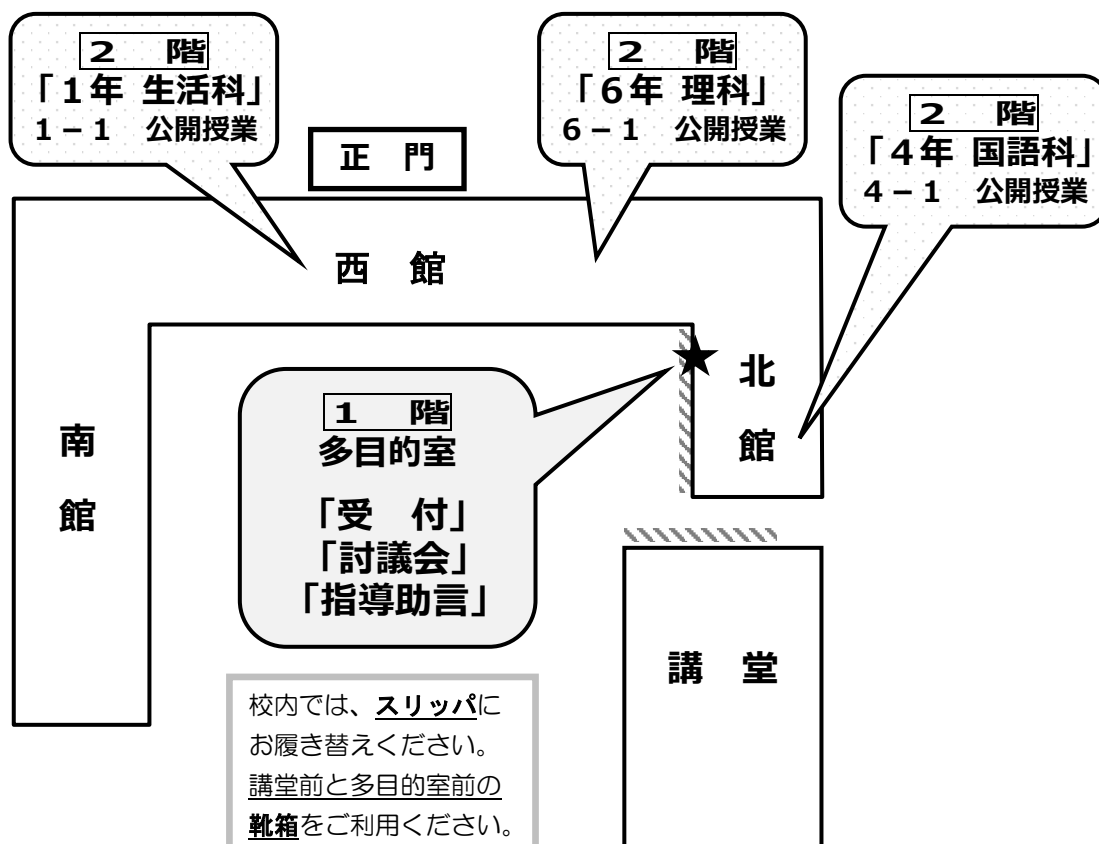 ２　階
「１年 生活科」
１－１　公開授業
２　階
「６年 理科」
６－１　公開授業
２　階
「４年 国語科」
４－１　公開授業
正　門
西　館
北
館
南
館
１　階
多目的室
「受　付」
「討議会」
「指導助言」
講　堂
校内では、スリッパに
お履き替えください。
講堂前と多目的室前の
靴箱をご利用ください。